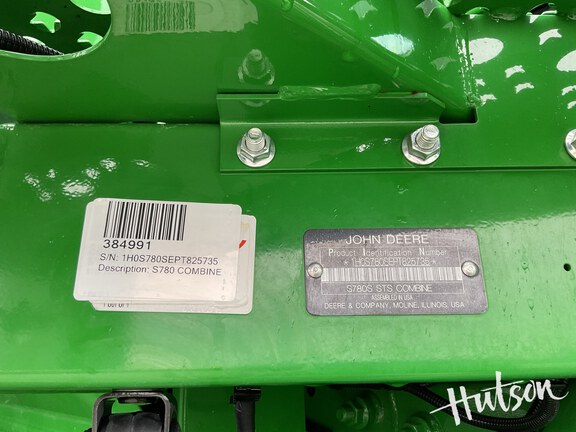 384991
S/N: 1H0S780SEPT825735
Description: S780 COMBINE
JOHN DEERE
Product Identification Number
*1H0S780SEPT825735*
S780S STS COMBINE
ASSEMBLED IN USA
DEERE & COMPANY, MOLINE, ILLINOIS, USA
Hutson